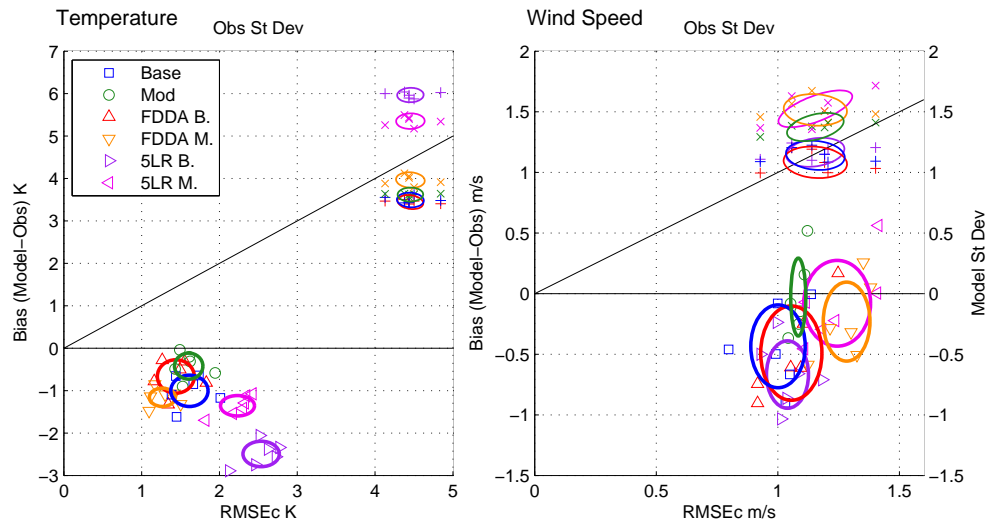 Temperature
Obs St Dev
7
6
5
4
3
2
1
0
−1
−2
−3
Bias (Model−Obs) K
Base
Mod
FDDA B.
FDDA M.
5LR B.
5LR M.
0
1
2
3
4
5
RMSEc K
Wind Speed
Obs St Dev
2
1.5
1
0.5
0
−0.5
−1
−1.5
Bias (Model−Obs) m/s
0
0.5
1
1.5
RMSEc m/s
2
1.5
1
0.5
0
−0.5
−1
−1.5
Model St Dev